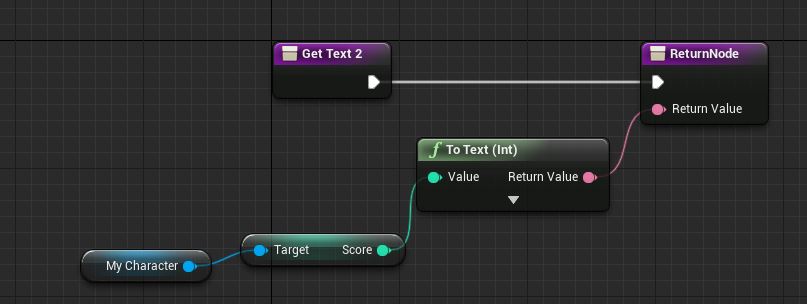 Get Text 2
ReturnNode
Return Value
To Text (Int)
Value
Return Value
Target
Score
My Character